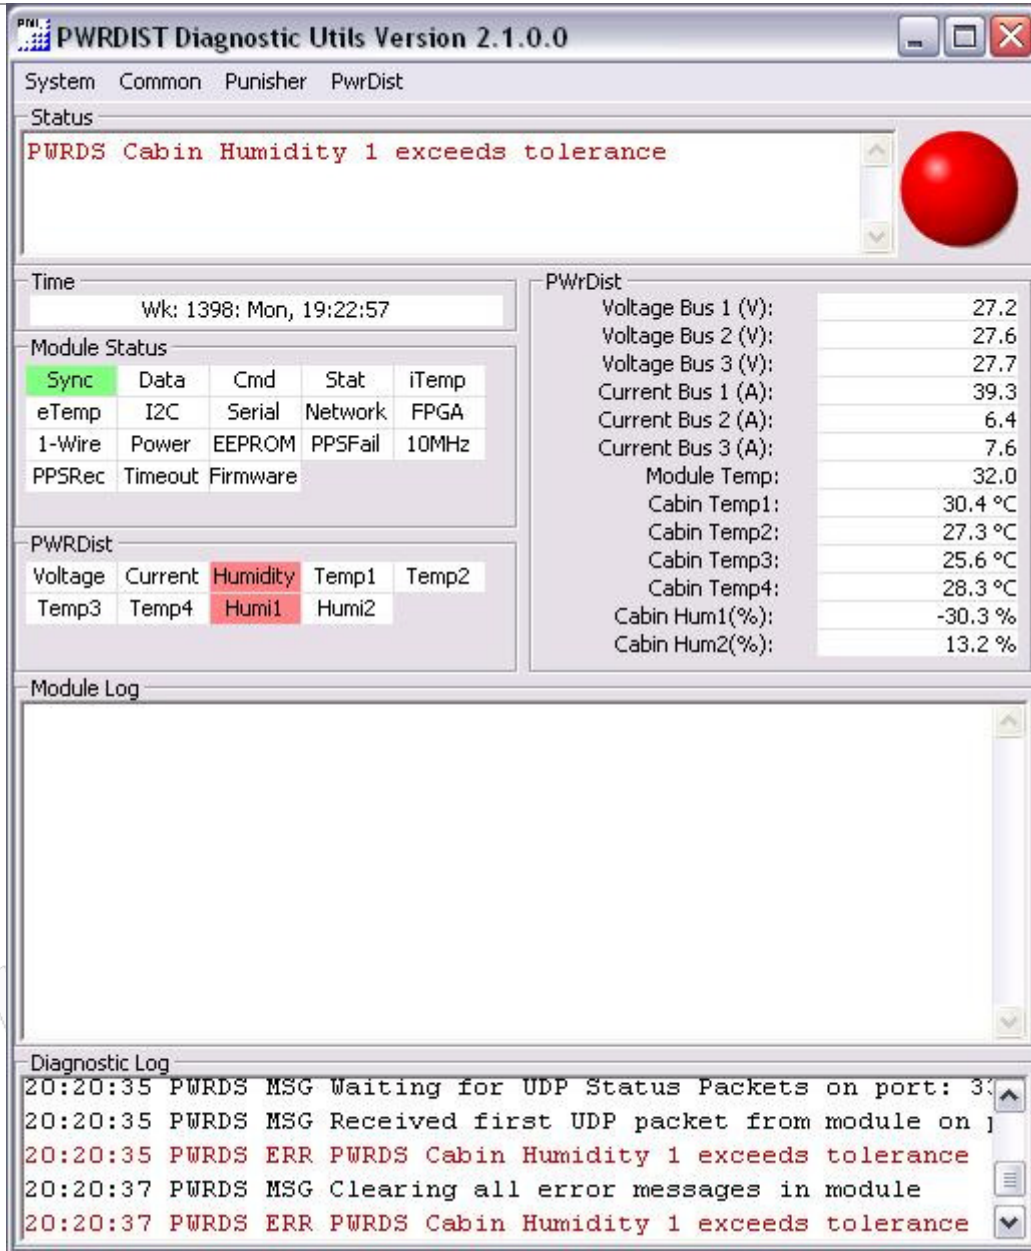 PWRDIST Diagnostic Utils Version 2.1.0.0
System Common Punisher PwrDist
Status
PWRDS Cabin Humidity 1 exceeds tolerance
Time
Wk: 1398: Mon, 19:22:57
Module Status
Sync Data Cmd Stat iTemp
eTemp I2C Serial Network FPGA
1-Wire Power EEPROM PPSFail 10MHz
PPSRec Timeout Firmware
PWRDist
Voltage Current Humidity Temp1 Temp2
Temp3 Temp4 Humi1 Humi2
PWrDist
Voltage Bus 1 (V): 27.2
Voltage Bus 2 (V): 27.6
Voltage Bus 3 (V): 27.7
Current Bus 1 (A): 39.3
Current Bus 2 (A): 6.4
Current Bus 3 (A): 7.6
Module Temp: 32.0
Cabin Temp1: 30.4 °C
Cabin Temp2: 27.3 °C
Cabin Temp3: 25.6 °C
Cabin Temp4: 28.3 °C
Cabin Hum1(%): -30.3 %
Cabin Hum2(%): 13.2 %
Module Log
Diagnostic Log
20:20:35 PWRDS MSG Waiting for UDP Status Packets on port:
20:20:35 PWRDS MSG Received first UDP packet from module on
20:20:35 PWRDS ERR PWRDS Cabin Humidity 1 exceeds tolerance
20:20:37 PWRDS MSG Clearing all error messages in module
20:20:37 PWRDS ERR PWRDS Cabin Humidity 1 exceeds tolerance